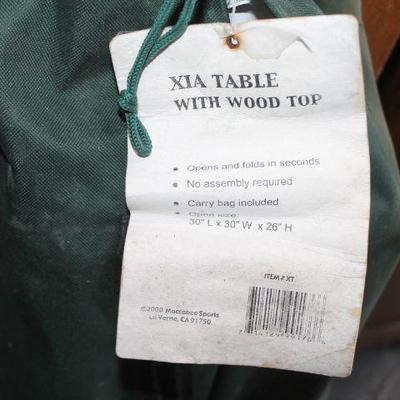 XIA TABLE
WITH WOOD TOP
• Opens and folds in seconds
• No assembly required
• Carry bag included
• Open size:
30" L x 30" W x 26" H
ITEM # XT
©2000 Maccabee Sports
La Verne, CA 91750